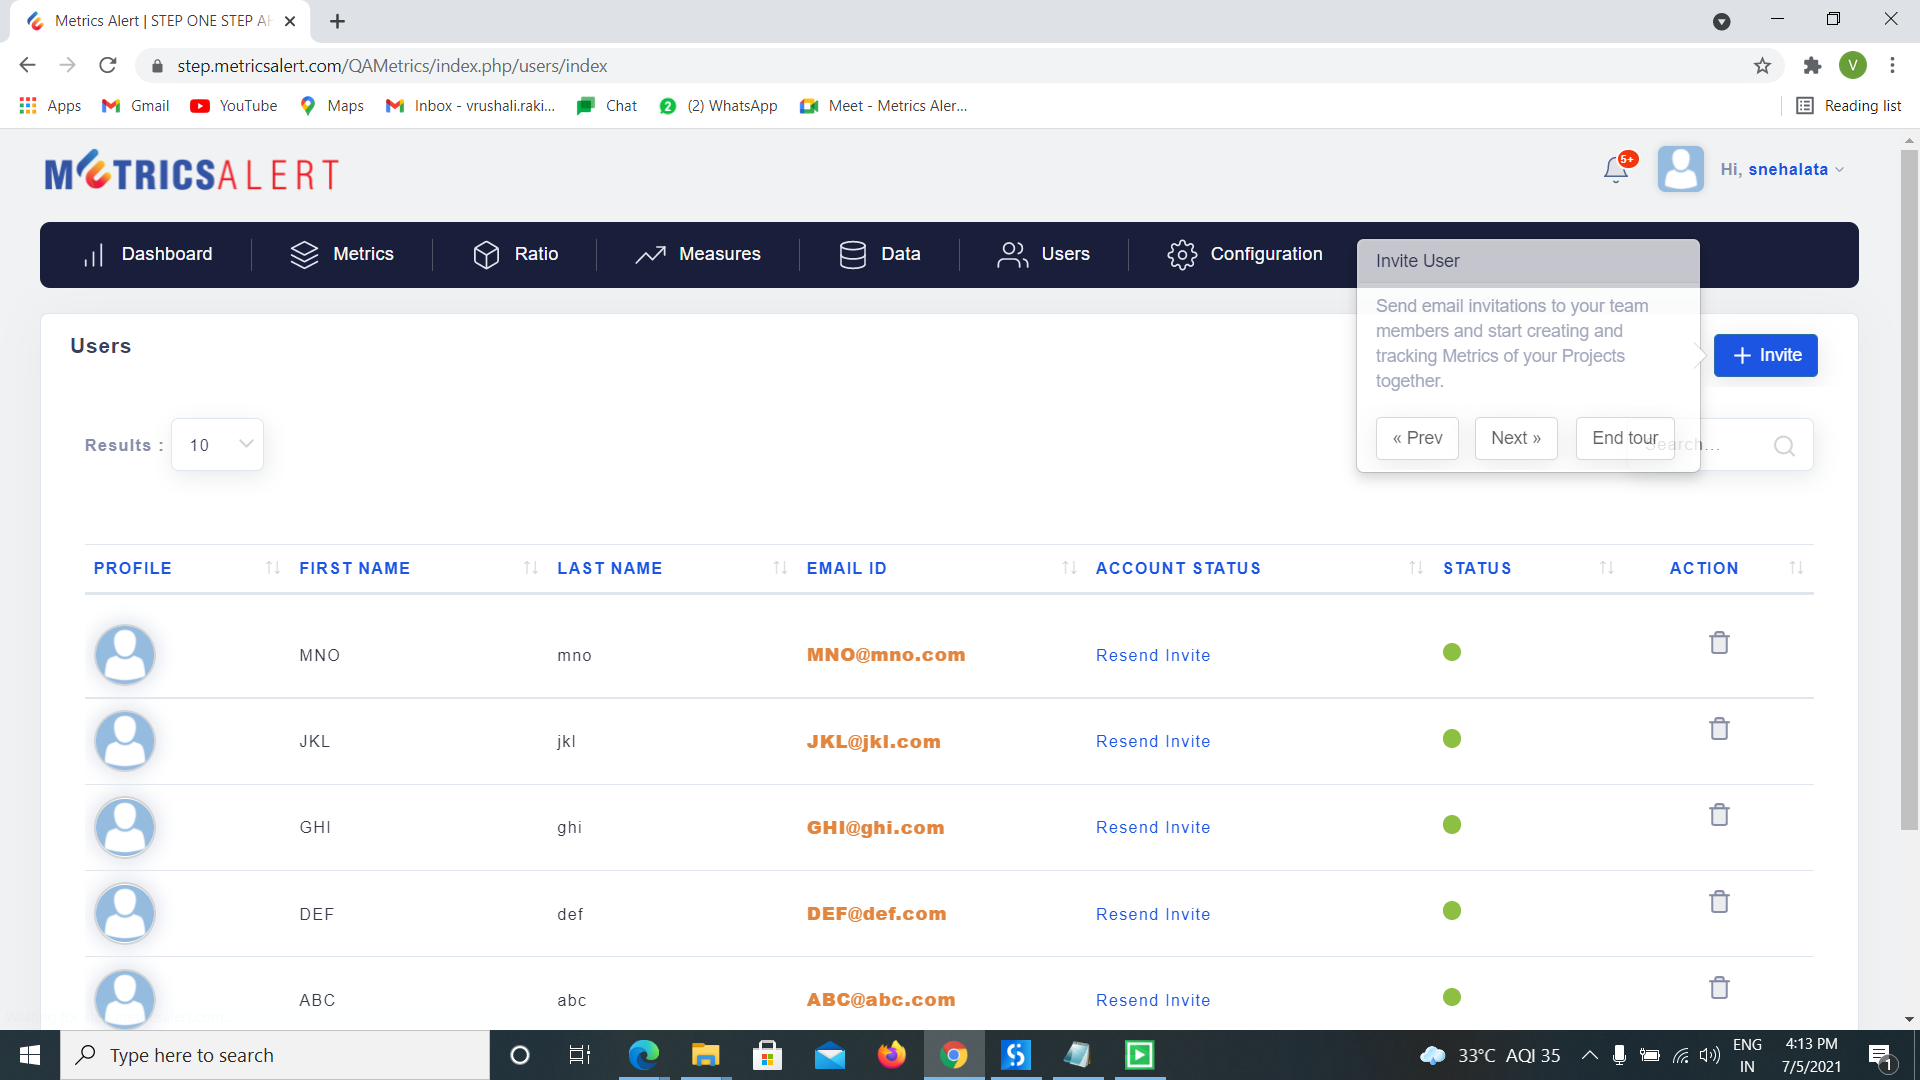 Metrics Alert | STEP ONE STEP AH
step.metricsalert.com/QAMetrics/index.php/users/index
V
Apps
Gmail
YouTube
Maps
Inbox - vrushali.raki...
Chat
2
(2) WhatsApp
Meet - Metrics Aler...
Reading list
METRICSALERT
5+
Hi, snehalata
Dashboard
Metrics
Ratio
Measures
Data
Users
Configuration
Invite User
Send email invitations to your team
members and start creating and
tracking Metrics of your Projects
together.
« Prev
Next »
End tour
Users
+ Invite
Results :
10
Search...
PROFILE
FIRST NAME
LAST NAME
EMAIL ID
ACCOUNT STATUS
STATUS
ACTION
MNO
mno
MNO@mno.com
Resend Invite
JKL
jkl
JKL@jkl.com
Resend Invite
GHI
ghi
GHI@ghi.com
Resend Invite
DEF
def
DEF@def.com
Resend Invite
ABC
abc
ABC@abc.com
Resend Invite
Type here to search
33°C AQI 35
ENG
IN
4:13 PM
7/5/2021
1